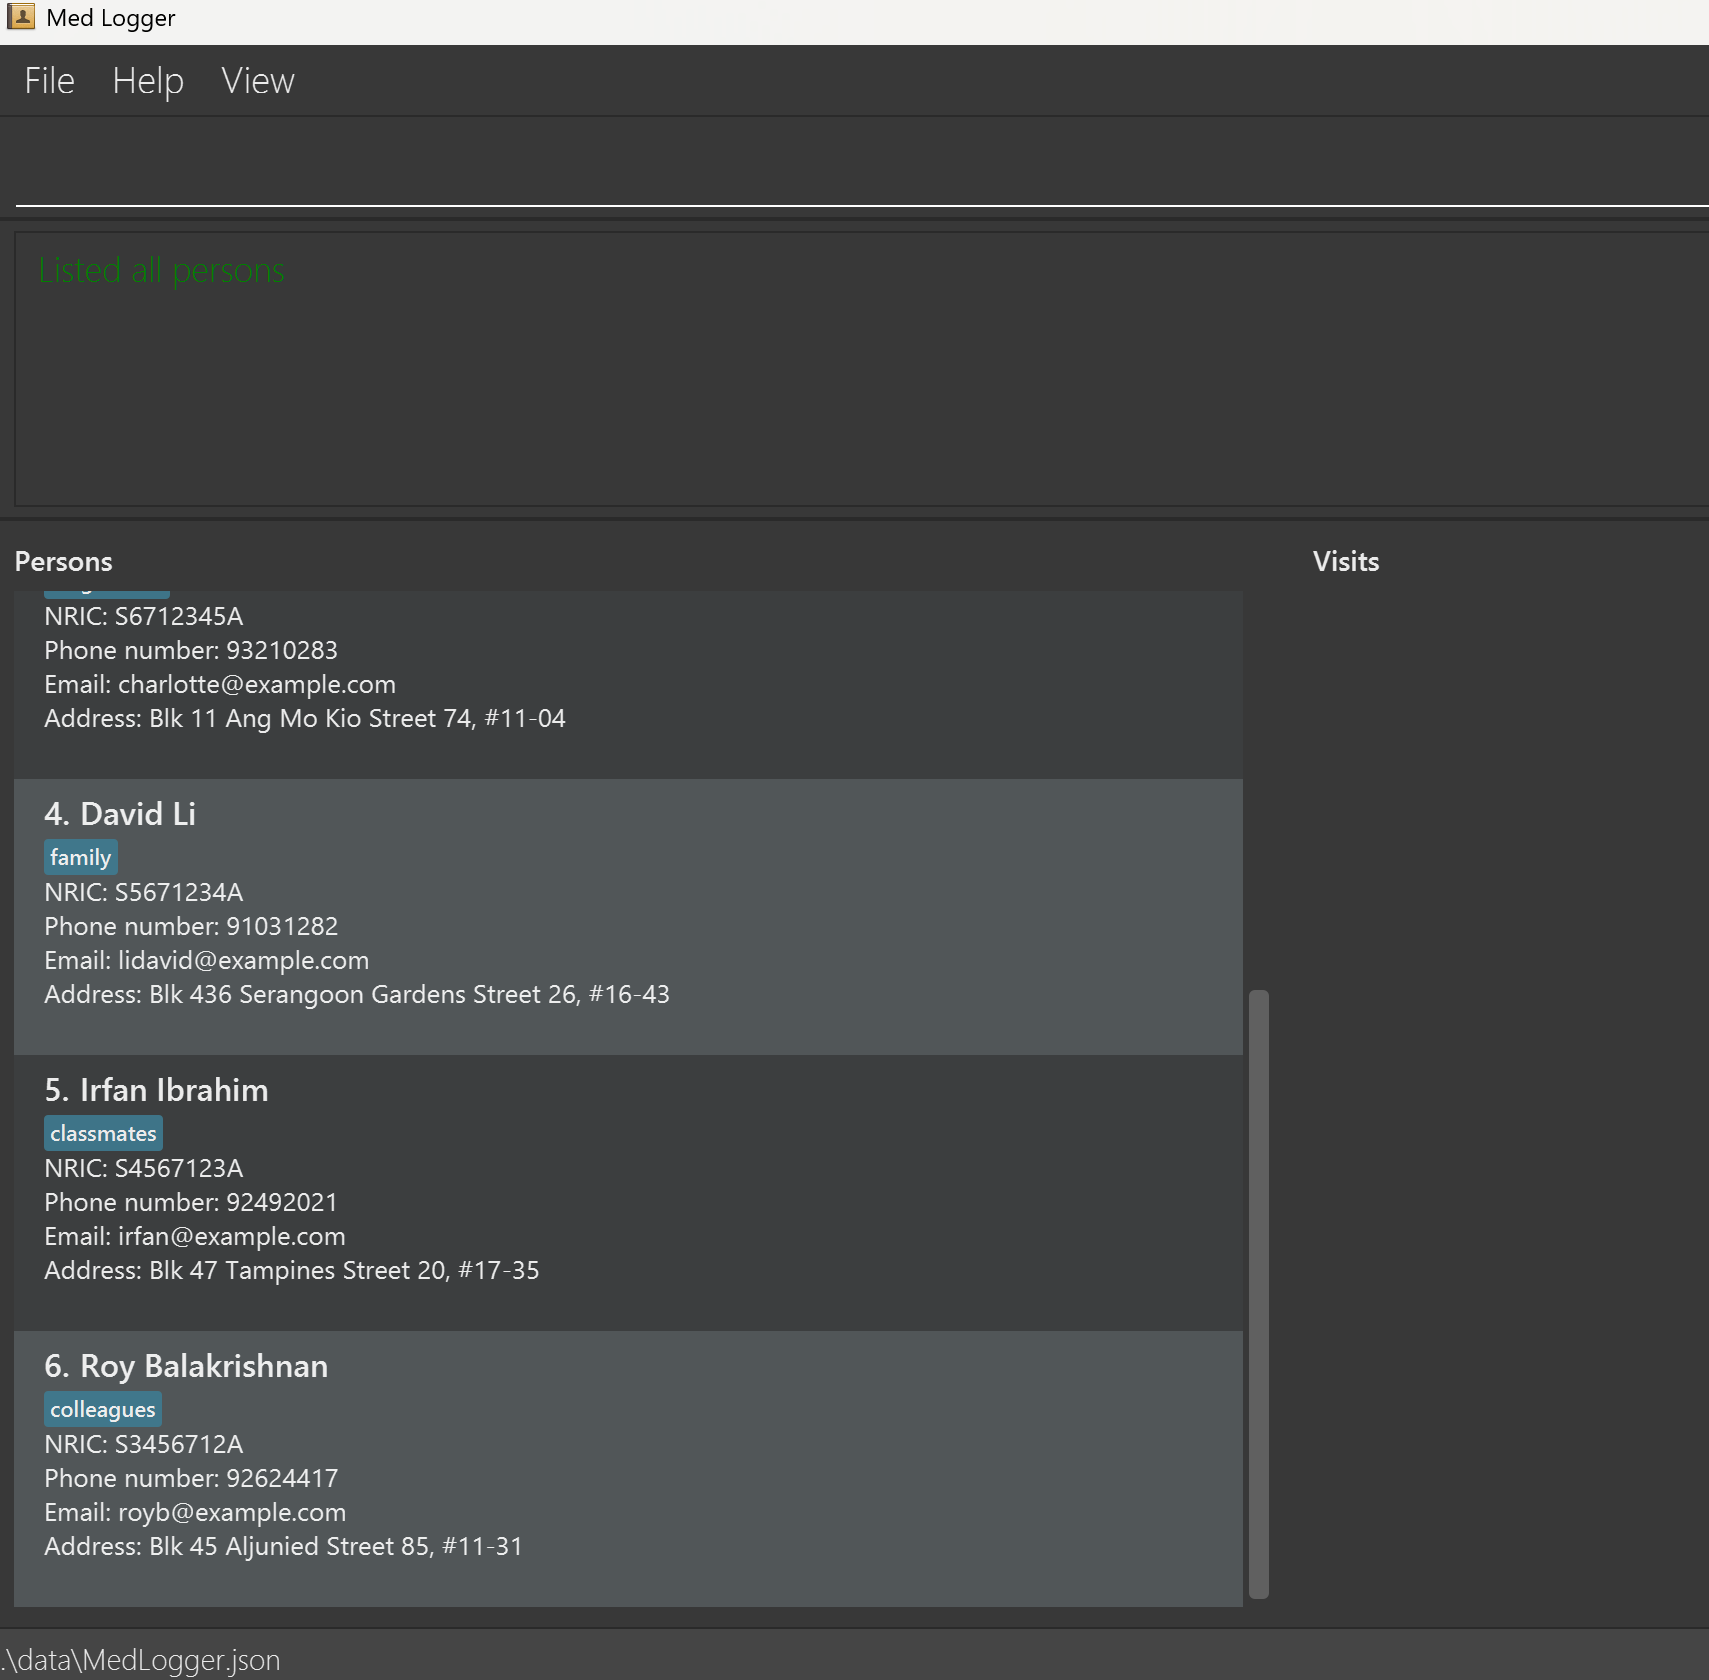 Med Logger
File Help View
Listed all persons
Persons
Visits
NRIC: S6712345A
Phone number: 93210283
Email: charlotte@example.com
Address: Blk 11 Ang Mo Kio Street 74, #11-04
4. David Li
family
NRIC: S5671234A
Phone number: 91031282
Email: lidavid@example.com
Address: Blk 436 Serangoon Gardens Street 26, #16-43
5. Irfan Ibrahim
classmates
NRIC: S4567123A
Phone number: 92492021
Email: irfan@example.com
Address: Blk 47 Tampines Street 20, #17-35
6. Roy Balakrishnan
colleagues
NRIC: S3456712A
Phone number: 92624417
Email: royb@example.com
Address: Blk 45 Aljunied Street 85, #11-31
.\data\MedLogger.json